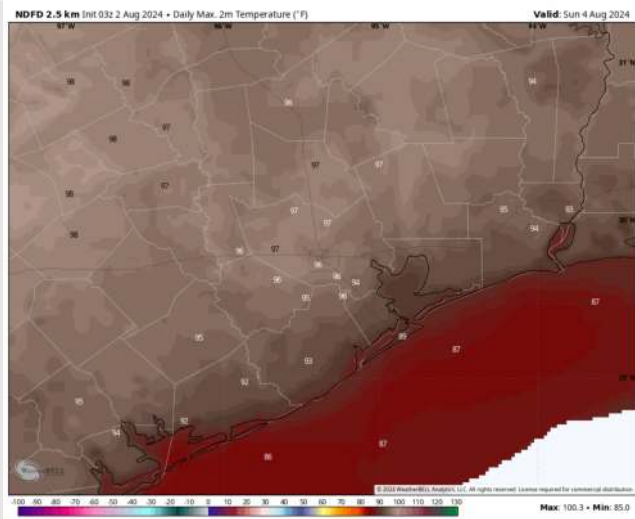 NDFD 2.5 km Init 03z 2 Aug 2024 • Daily Max. 2m Temperature (°F)
Valid: Sun 4 Aug 2024
97°W 96°W 95°W 94°W
31°N
98 98 94
96
98 97
97 97
98 97
97 95 93
98 97 94
30°N
96 97
96
96 94 94
95 96
87
95 89
93 87
92
29°N
95
92
94
87
86
WeatherBELL
© 2024 WeatherBELL Analytics, LLC. All rights reserved. License required for commercial distribution.
-100 -90 -80 -70 -60 -50 -40 -30 -20 -10 0 10 20 30 40 50 60 70 80 90 100 110 120 130
Max: 100.3 • Min: 85.0